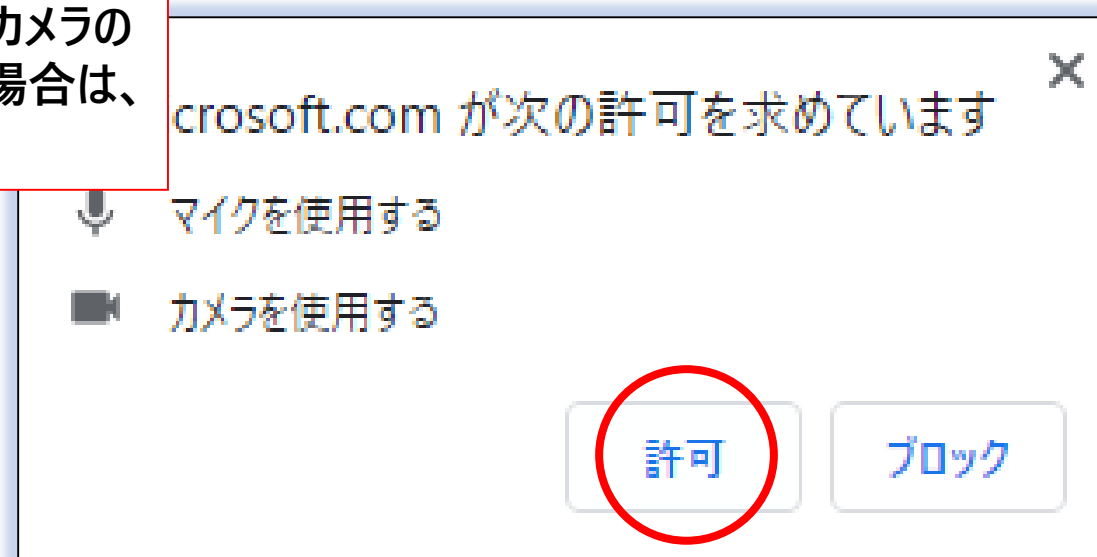 カメラの
場合は、
crosoft.com が次の許可を求めています
マイクを使用する
カメラを使用する
許可
ブロック